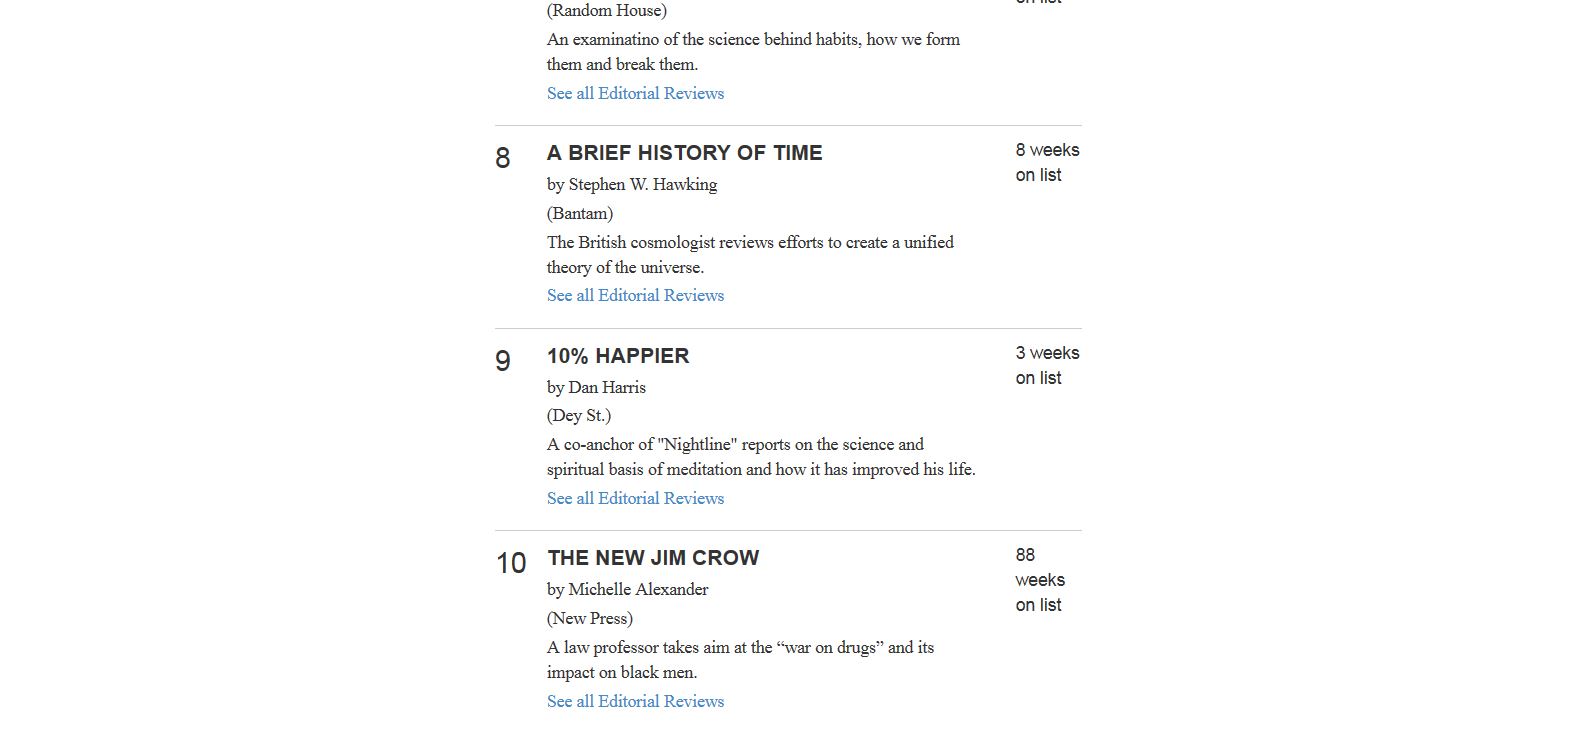 on list
(Random House)
An examinatino of the science behind habits, how we form
them and break them.
See all Editorial Reviews
8
A BRIEF HISTORY OF TIME
by Stephen W. Hawking
(Bantam)
The British cosmologist reviews efforts to create a unified
theory of the universe.
See all Editorial Reviews
8 weeks
on list
9
10% HAPPIER
by Dan Harris
(Dey St.)
A co-anchor of "Nightline" reports on the science and
spiritual basis of meditation and how it has improved his life.
See all Editorial Reviews
3 weeks
on list
10
THE NEW JIM CROW
by Michelle Alexander
(New Press)
A law professor takes aim at the “war on drugs” and its
impact on black men.
See all Editorial Reviews
88
weeks
on list